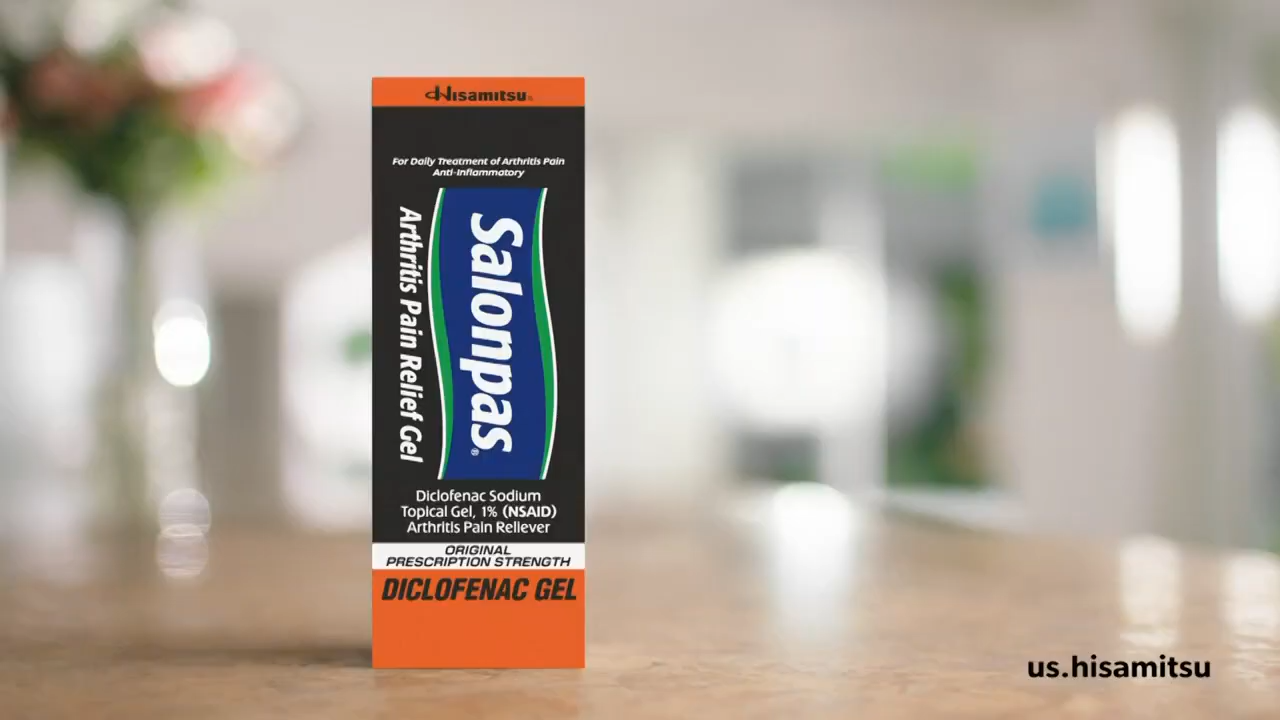 Hisamitsu®
For Daily Treatment of Arthritis Pain
Anti-Inflammatory
Salonpas®
Arthritis Pain Relief Gel
Diclofenac Sodium
Topical Gel, 1% (NSAID)
Arthritis Pain Reliever
ORIGINAL
PRESCRIPTION STRENGTH
DICLOFENAC GEL
us.hisamitsu